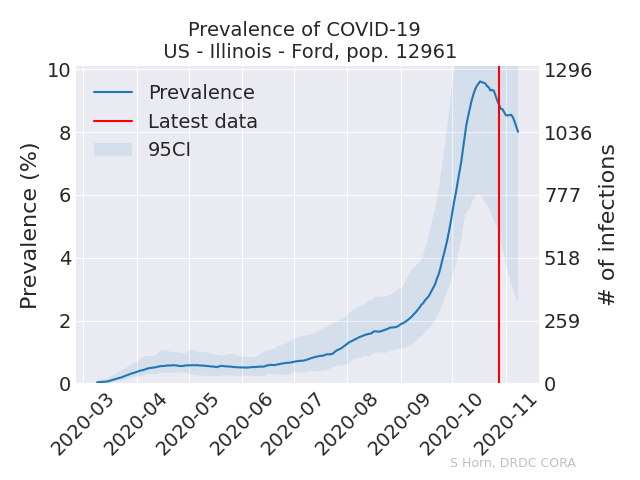 Prevalence of COVID-19
US - Illinois - Ford, pop. 12961
Prevalence
Latest data
95CI
Prevalence (%)
10
8
6
4
2
0
1296
1036
777
518
259
0
# of infections
2020-03
2020-04
2020-05
2020-06
2020-07
2020-08
2020-09
2020-10
2020-11
S Horn, DRDC CORA